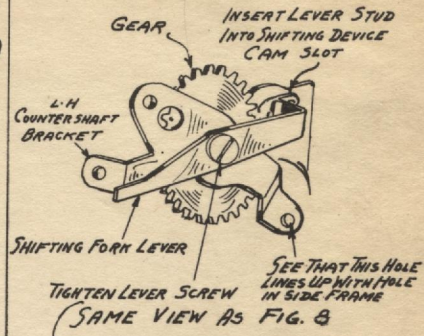 GEAR
INSERT LEVER STUD
INTO SHIFTING DEVICE
CAM SLOT
L.H
COUNTERSHAFT
BRACKET
SHIFTING FORK LEVER
TIGHTEN LEVER SCREW
SEE THAT THIS HOLE
LINES UP WITH HOLE
IN SIDE FRAME
SAME VIEW AS FIG. 8